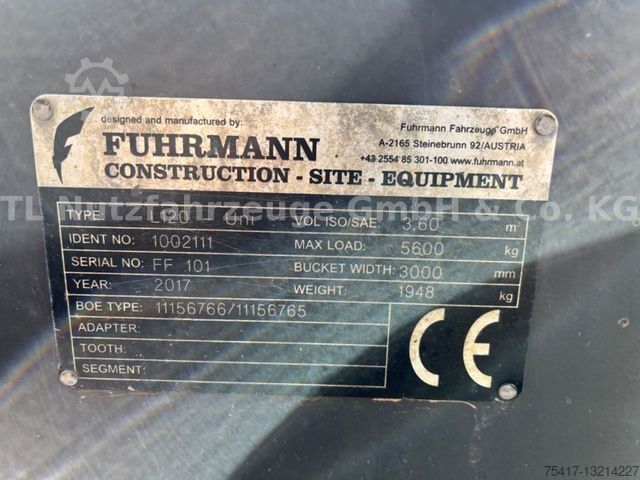 designed and manufactured by:
FUHRMANN
CONSTRUCTION - SITE - EQUIPMENT
Fuhrmann Fahrzeuge GmbH
A-2165 Steinebrunn 92/AUSTRIA
+43 2554 85 301-100 www.fuhrmann.at
TL Nutzfahrzeuge GmbH & Co. KG
TYPE: L120 VOL ISO/SAE: 3,60 m³
IDENT NO: 1002111 MAX LOAD: 5600 kg
SERIAL NO: FF 101 BUCKET WIDTH: 3000 mm
YEAR: 2017 WEIGHT: 1948 kg
BOE TYPE: 11156766/11156765
ADAPTER:
TOOTH:
SEGMENT:
CE
75417-13214227